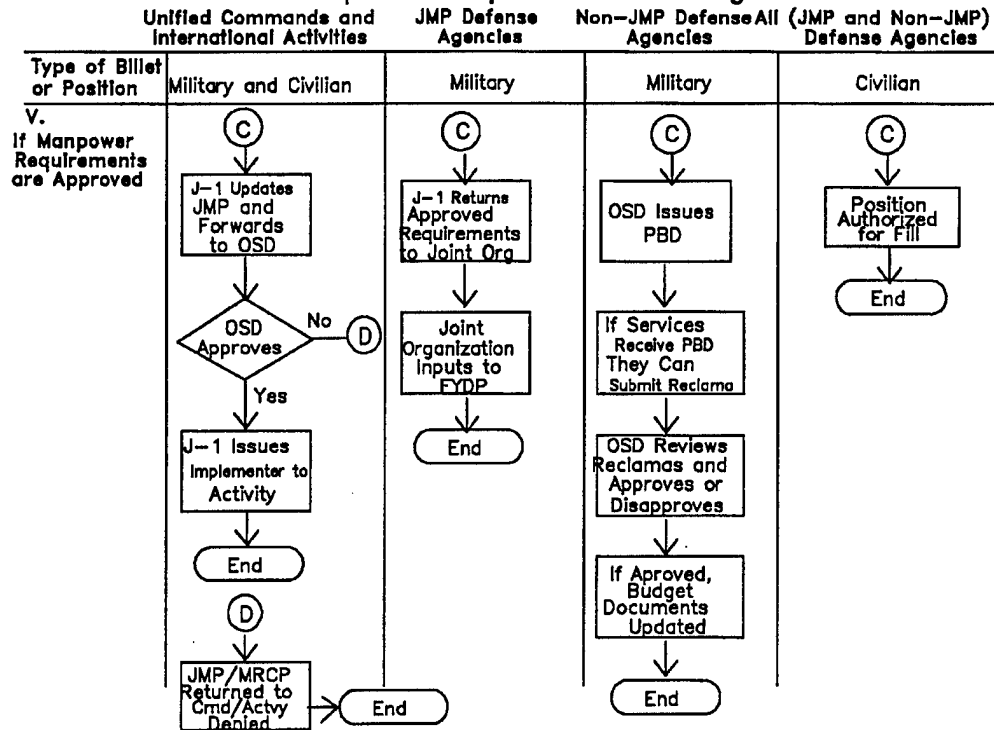 Unified Commands and
International Activities
JMP Defense
Agencies
Non-JMP Defense
Agencies
All (JMP and Non-JMP)
Defense Agencies
Type of Billet
or Position
Military and Civilian
Military
Military
Civilian
V.
If Manpower
Requirements
are Approved
C
J-1 Updates
JMP and
Forwards
to OSD
OSD
Approves
No
D
Yes
J-1 Issues
Implementer to
Activity
End
D
JMP/MRCP
Returned to
Cmd/Actvy
Denied
End
C
J-1 Returns
Approved
Requirements
to Joint Org
Joint
Organization
Inputs to
FYDP
End
C
OSD Issues
PBD
If Services
Receive PBD
They Can
Submit Reclama
OSD Reviews
Reclamas and
Approves or
Disapproves
If Aproved,
Budget
Documents
Updated
End
C
Position
Authorized
for Fill
End